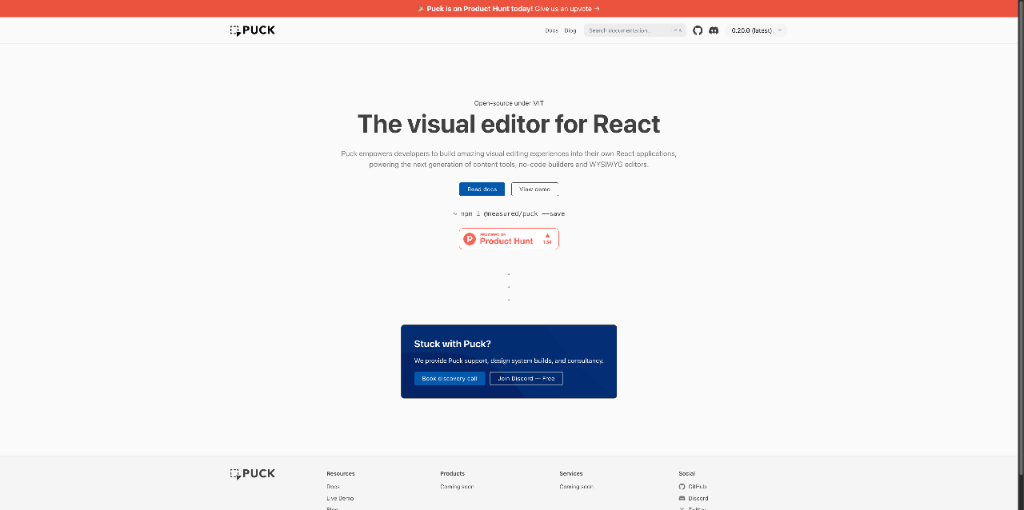 🎉 Puck is on Product Hunt today! Give us an upvote →
PUCK
Docs Blog Search documentation... ⌘ K 0.20.0 (latest)
Open-source under MIT
The visual editor for React
Puck empowers developers to build amazing visual editing experiences into their own React applications,
powering the next generation of content tools, no-code builders and WYSIWYG editors.
Read docs View demo
~ npm i @measured/puck --save
Product Hunt
Stuck with Puck?
We provide Puck support, design system builds, and consultancy.
Book discovery call Join Discord — Free
PUCK
Resources Products Services Social
Docs Coming soon Coming soon GitHub
Live Demo Discord
Blog Twitter